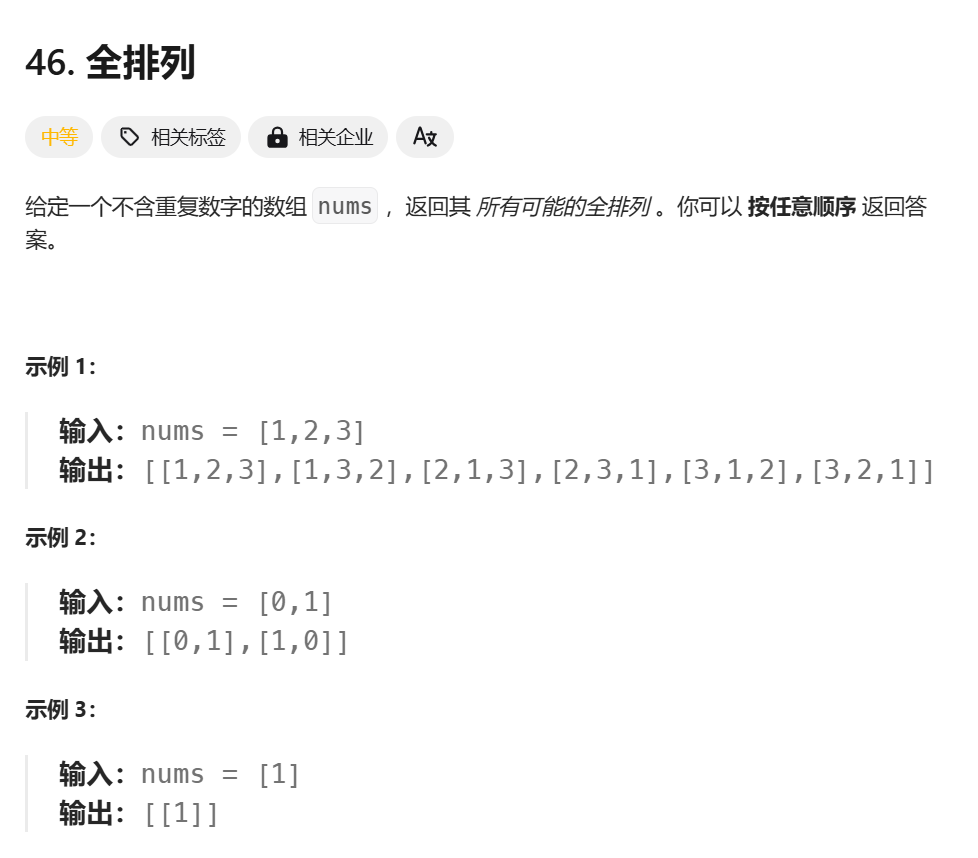 46. 全排列
中等 相关标签 相关企业
给定一个不含重复数字的数组 nums ，返回其 所有可能的全排列 。你可以 按任意顺序 返回答
案。
示例 1：
输入：nums = [1,2,3]
输出：[[1,2,3],[1,3,2],[2,1,3],[2,3,1],[3,1,2],[3,2,1]]
示例 2：
输入：nums = [0,1]
输出：[[0,1],[1,0]]
示例 3：
输入：nums = [1]
输出：[[1]]